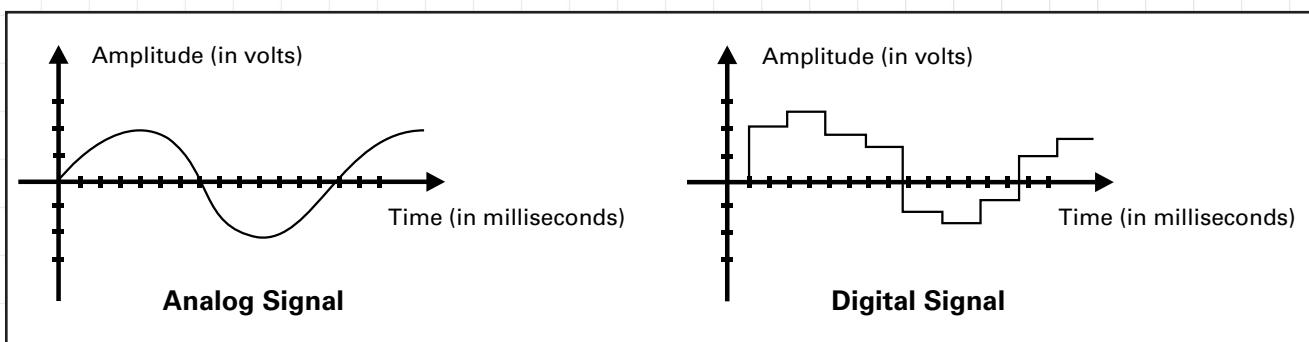 Amplitude (in volts)
Time (in milliseconds)
Analog Signal
Amplitude (in volts)
Time (in milliseconds)
Digital Signal